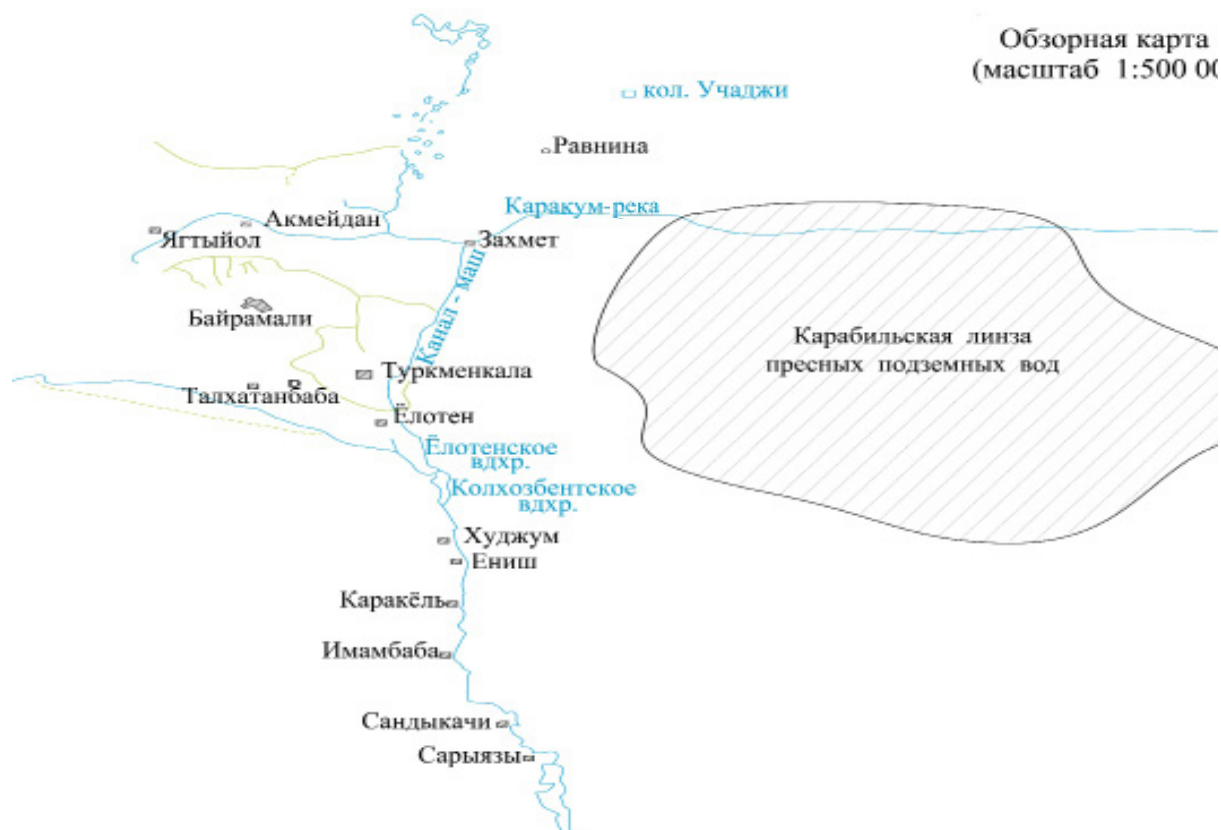 Обзорная карта
(масштаб 1:500 00
кол. Учаджи
Равнина
Каракум-река
Акмейдан
Ягтыйол
Захмет
Канал - маш
Байрамали
Карабильская линза
пресных подземных вод
Туркменкала
Талхатанбаба
Ёлотен
Ёлотенское
вдхр.
Колхозбентское
вдхр.
Худжум
Ениш
Каракёль
Имамбаба
Сандыкачи
Сарыязы